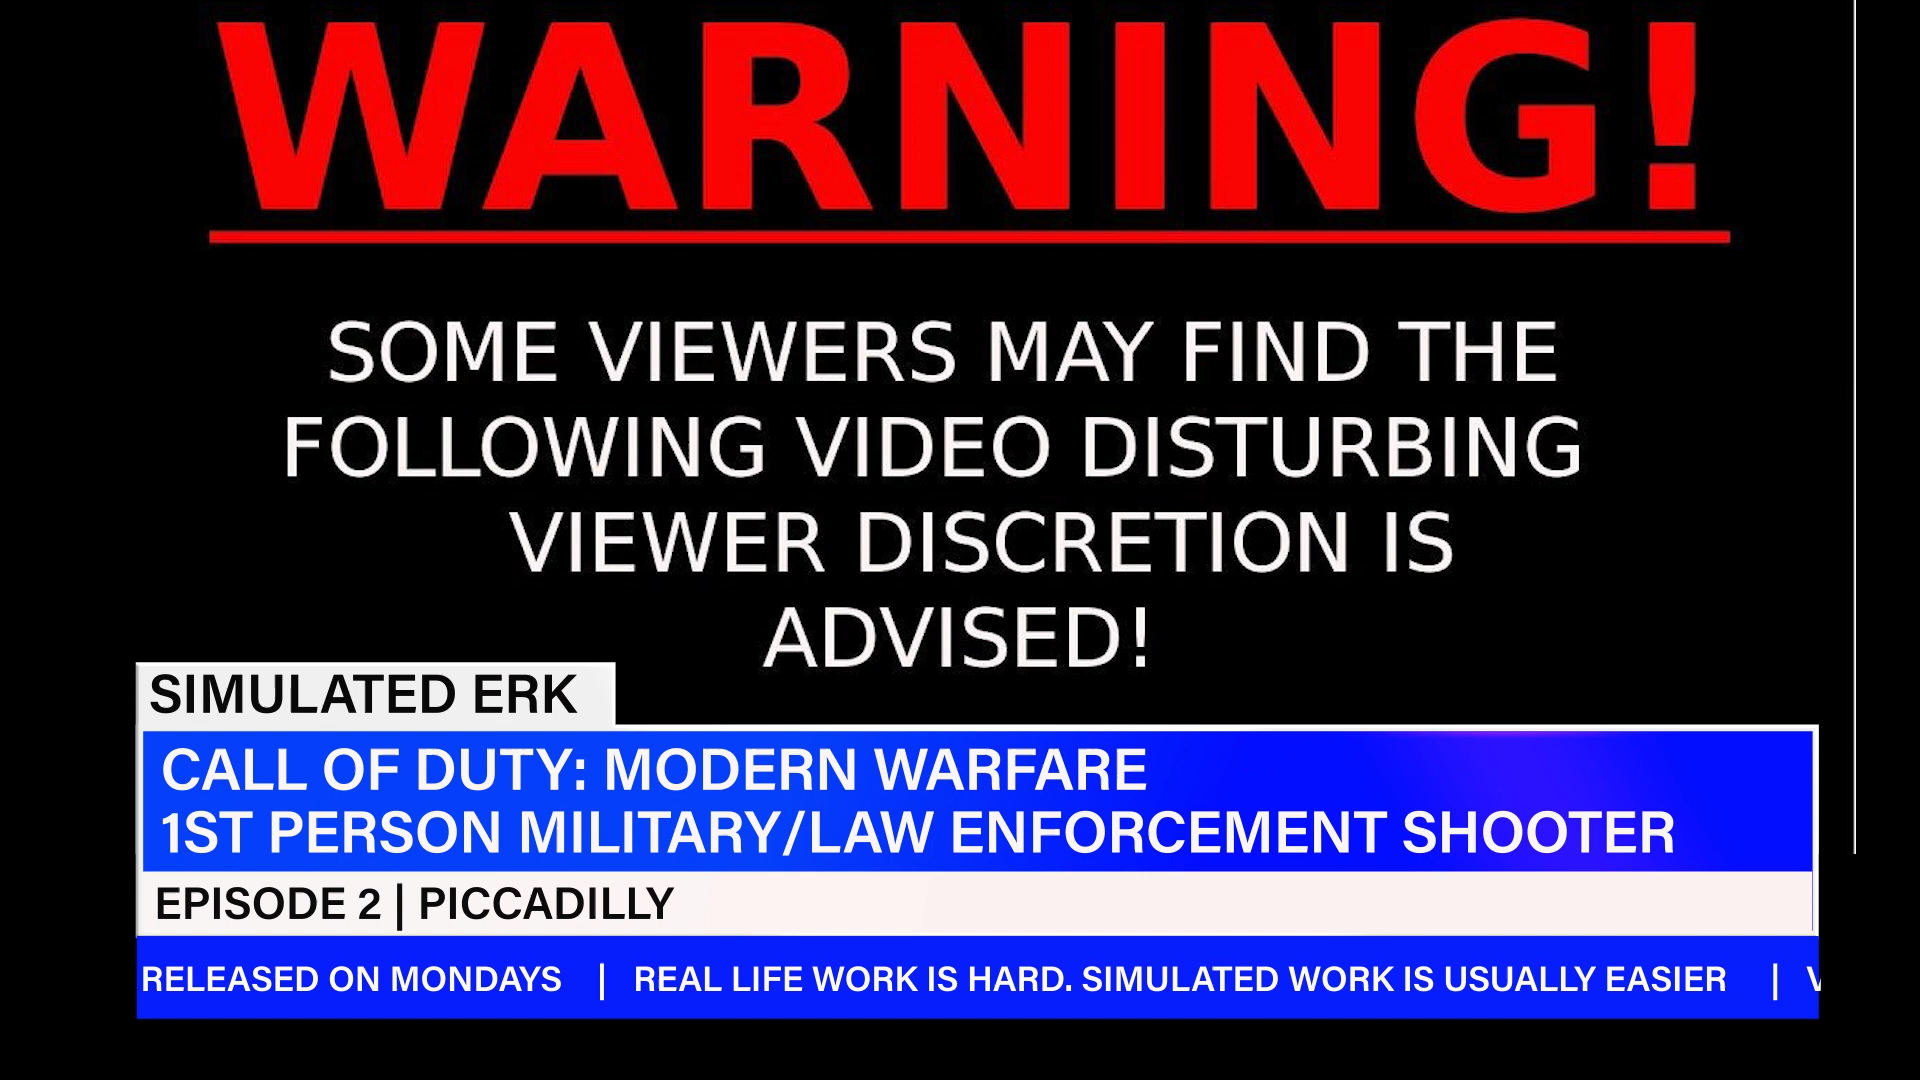 WARNING!
SOME VIEWERS MAY FIND THE
FOLLOWING VIDEO DISTURBING
VIEWER DISCRETION IS
ADVISED!
SIMULATED ERK
CALL OF DUTY: MODERN WARFARE
1ST PERSON MILITARY/LAW ENFORCEMENT SHOOTER
EPISODE 2 | PICCADILLY
RELEASED ON MONDAYS | REAL LIFE WORK IS HARD. SIMULATED WORK IS USUALLY EASIER |